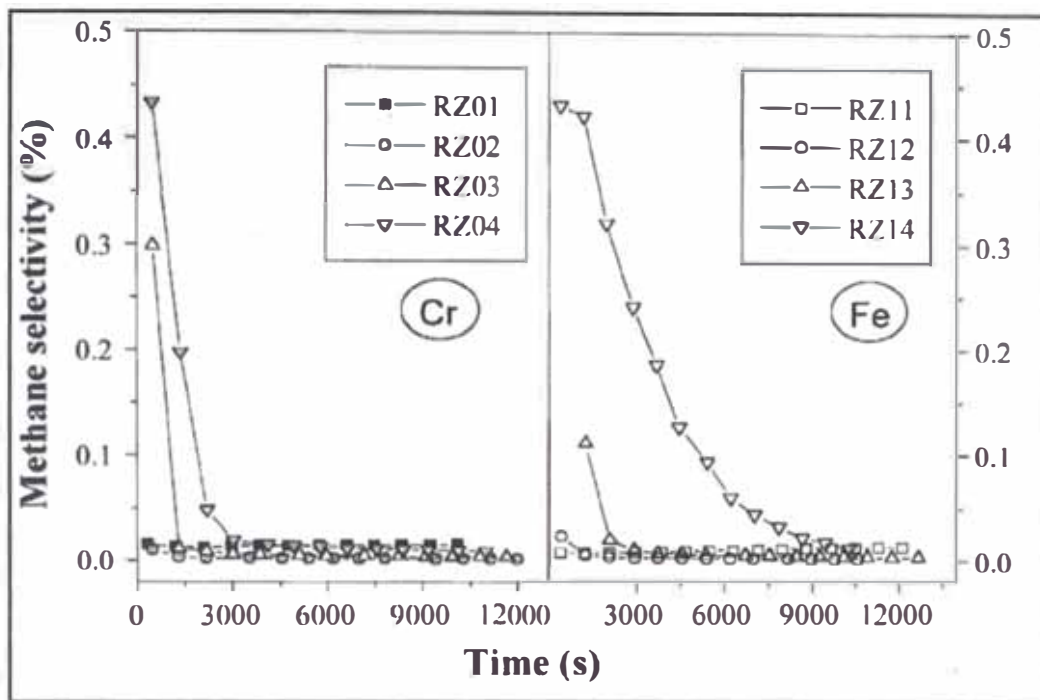 Methane selectivity (%)
0.5
0.4
0.3
0.2
0.1
0.0
RZ01
RZ02
RZ03
RZ04
Cr
0 3000 6000 9000 12000
RZ11
RZ12
RZ13
RZ14
Fe
0.5
0.4
0.3
0.2
0.1
0.0
3000 6000 9000 12000
Time (s)